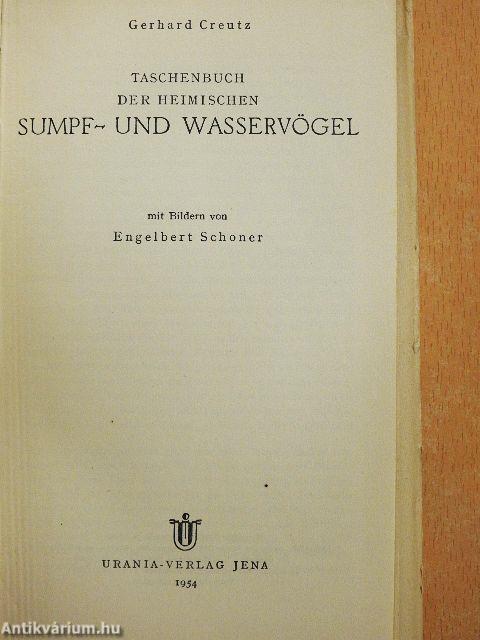 Gerhard Creutz
TASCHENBUCH
DER HEIMISCHEN
SUMPF- UND WASSERVÖGEL
mit Bildern von
Engelbert Schoner
URANIA-VERLAG JENA
1954
Antikvárium.hu